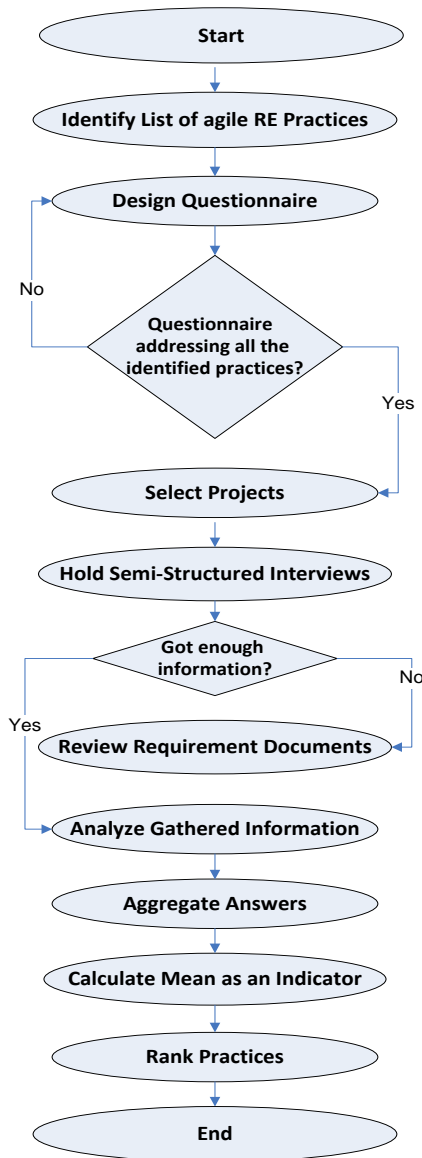 Start
Identify List of agile RE Practices
Design Questionnaire
No
Questionnaire
addressing all the
identified practices?
Yes
Select Projects
Hold Semi-Structured Interviews
Got enough
information?
No
Yes
Review Requirement Documents
Analyze Gathered Information
Aggregate Answers
Calculate Mean as an Indicator
Rank Practices
End